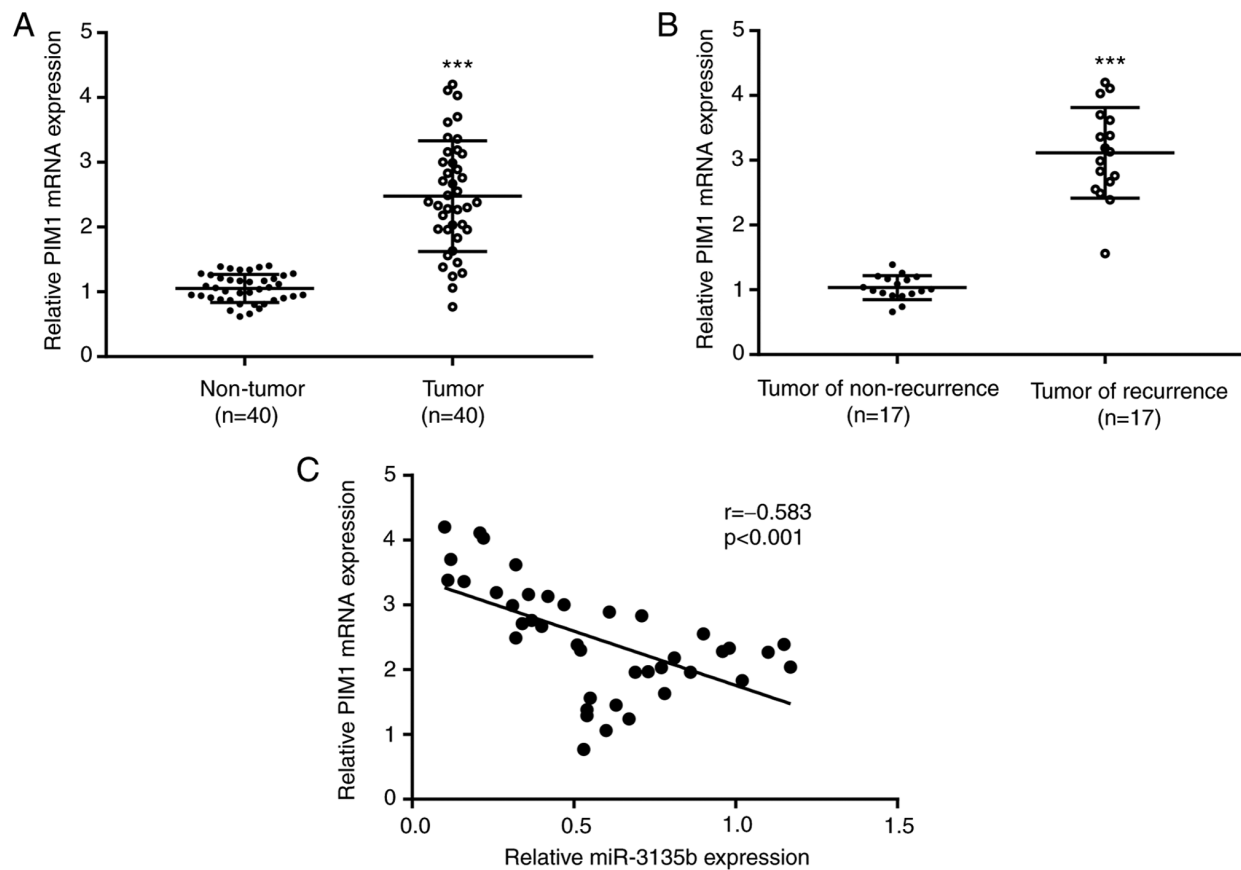 A
Relative PIM1 mRNA expression
5
4
3
2
1
0
***
Non-tumor
(n=40)
Tumor
(n=40)
B
Relative PIM1 mRNA expression
5
4
3
2
1
0
***
Tumor of non-recurrence
(n=17)
Tumor of recurrence
(n=17)
C
Relative PIM1 mRNA expression
5
4
3
2
1
0
r=−0.583
p<0.001
0.0 0.5 1.0 1.5
Relative miR-3135b expression